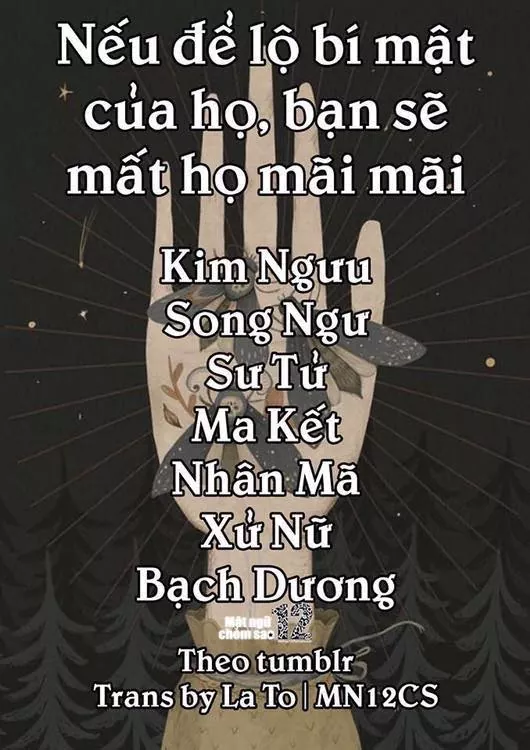 Nếu để lộ bí mật
của họ, bạn sẽ
mất họ mãi mãi
Kim Ngưu
Song Ngư
Sư Tử
Ma Kết
Nhân Mã
Xử Nữ
Bạch Dương
Mật ngữ 12
chòm sao
Theo tumblr
Trans by La To | MN12CS